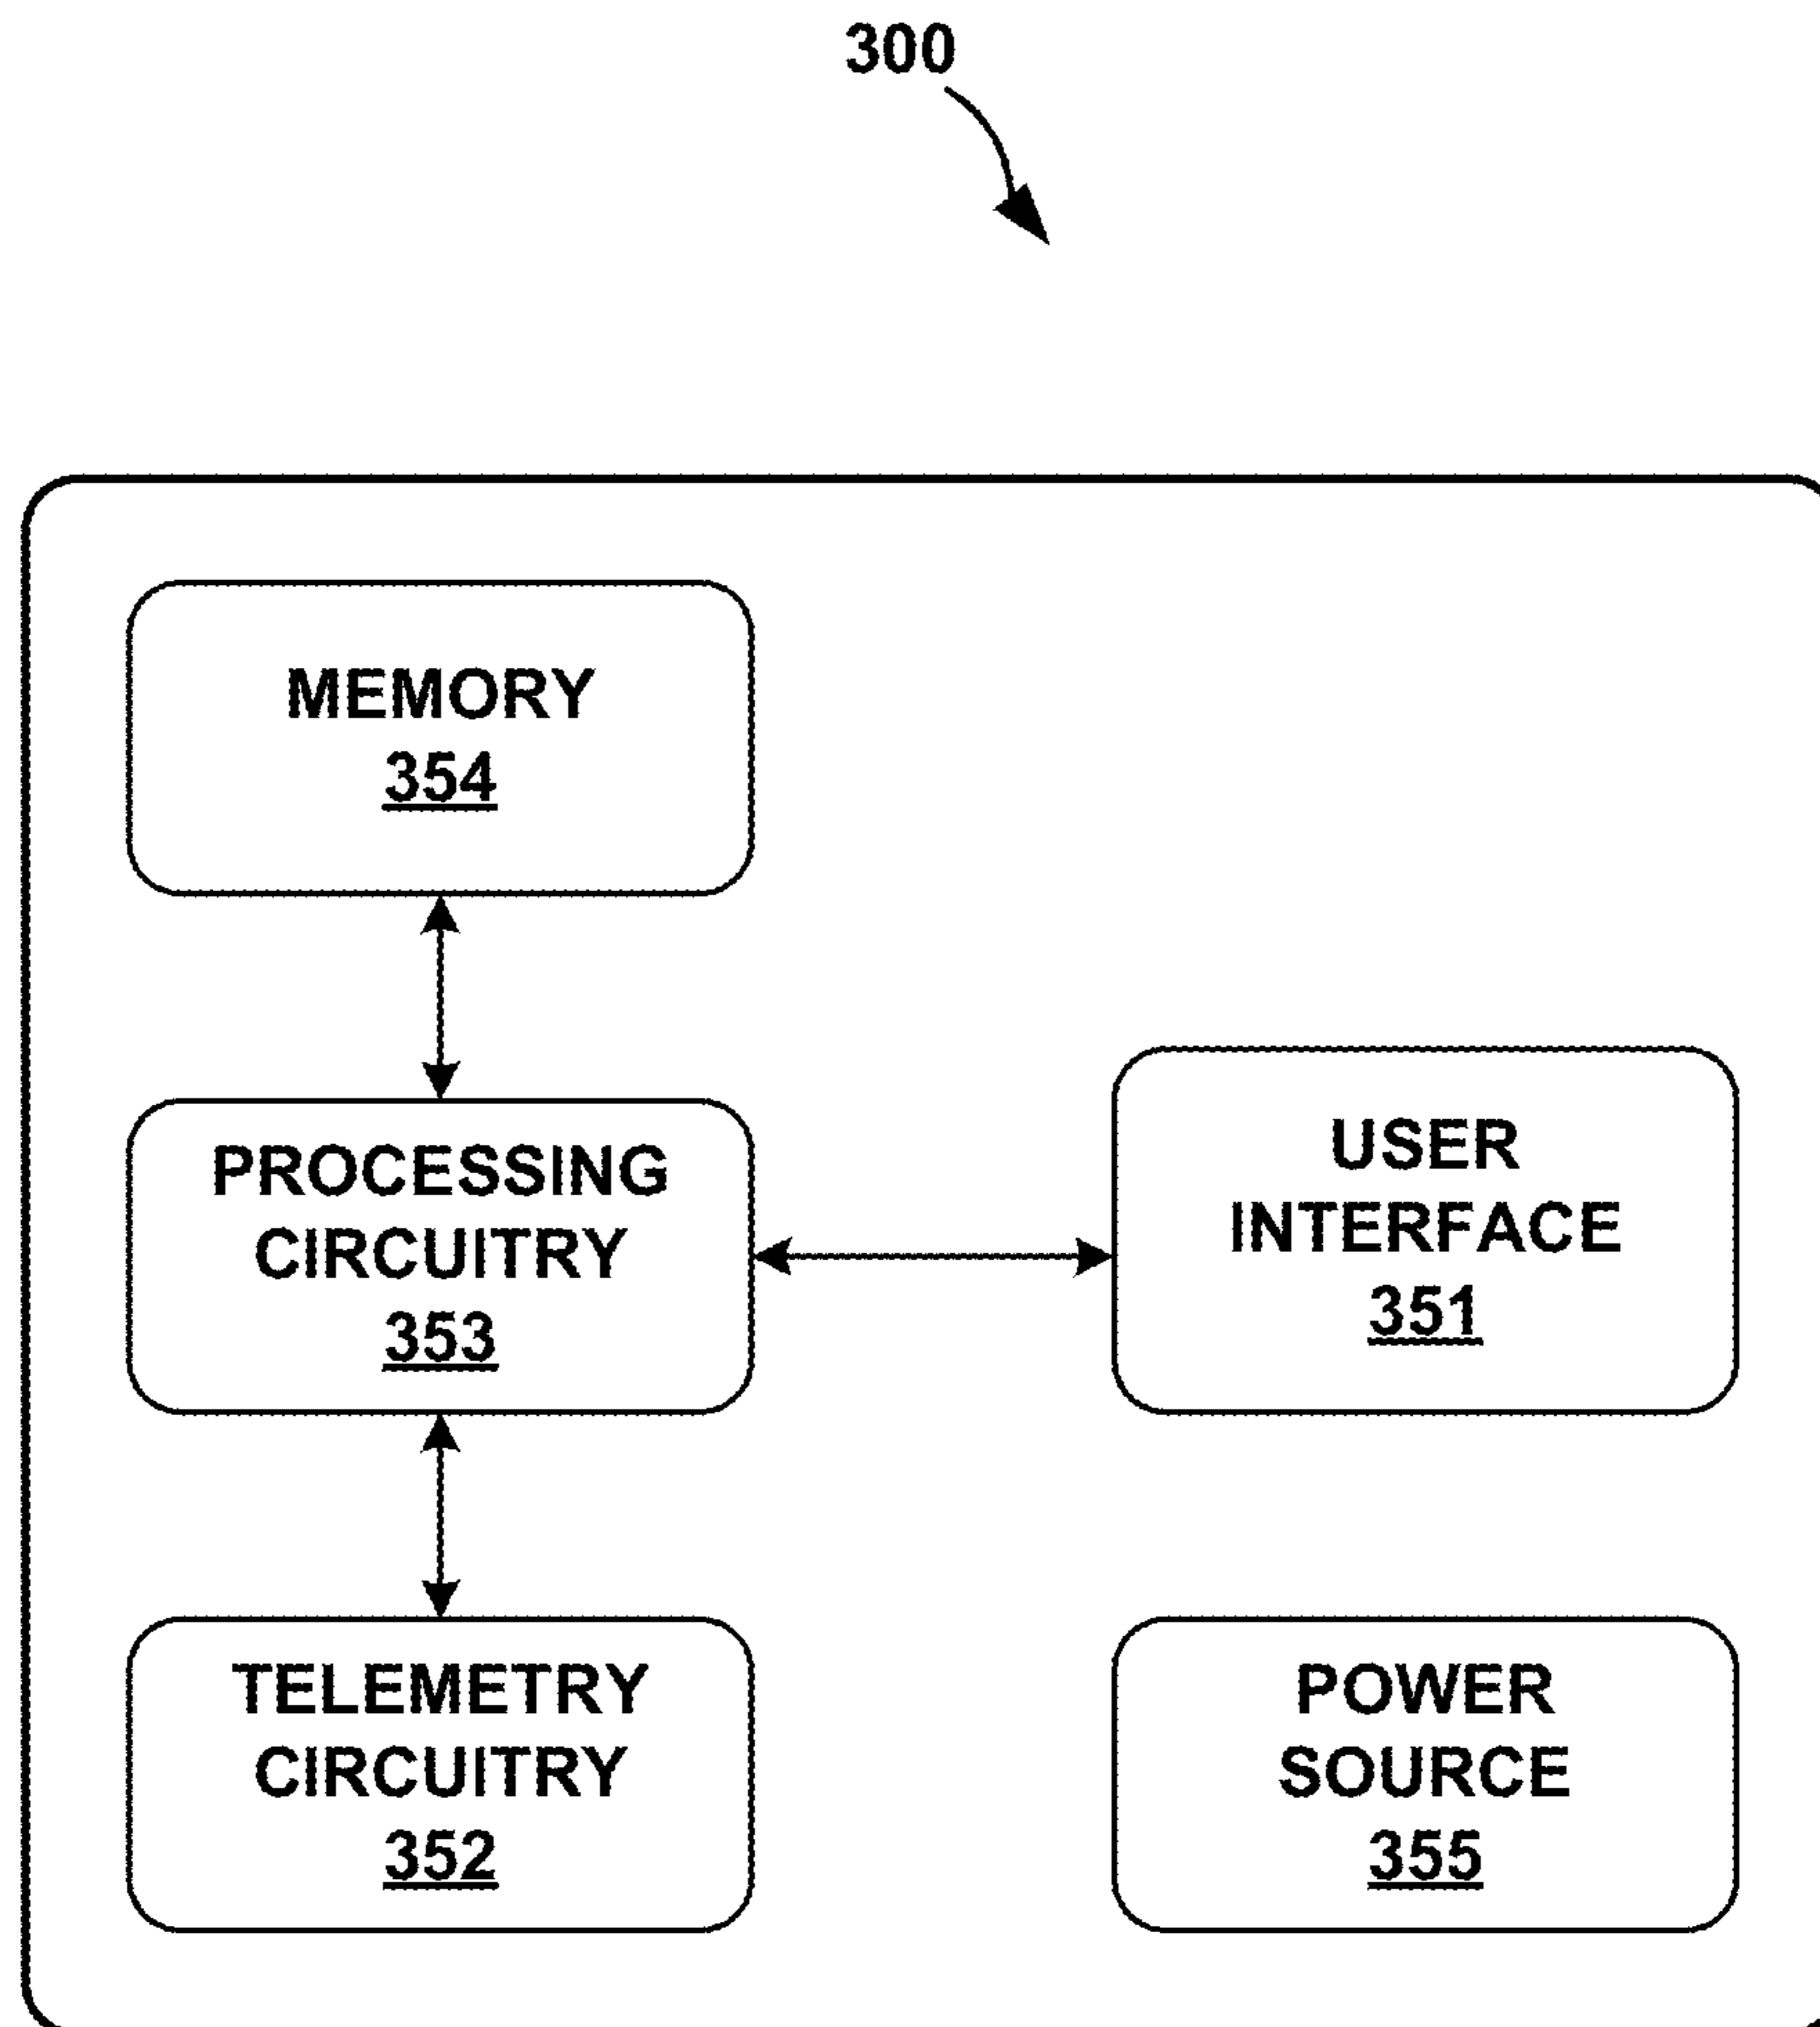 300
MEMORY
354
PROCESSING
CIRCUITRY
353
USER
INTERFACE
351
TELEMETRY
CIRCUITRY
352
POWER
SOURCE
355